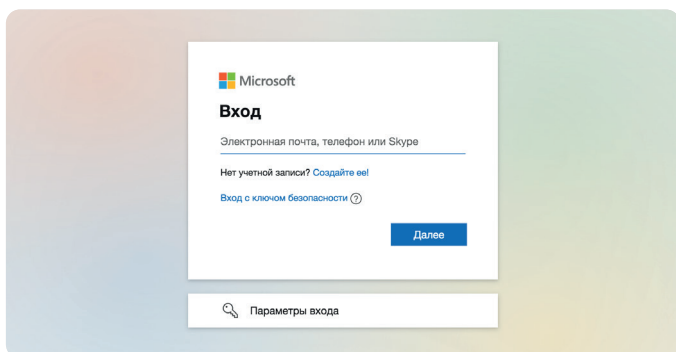 Microsoft
Вход
Электронная почта, телефон или Skype
Нет учетной записи? Создайте ее!
Вход с ключом безопасности ?
Далее
Параметры входа